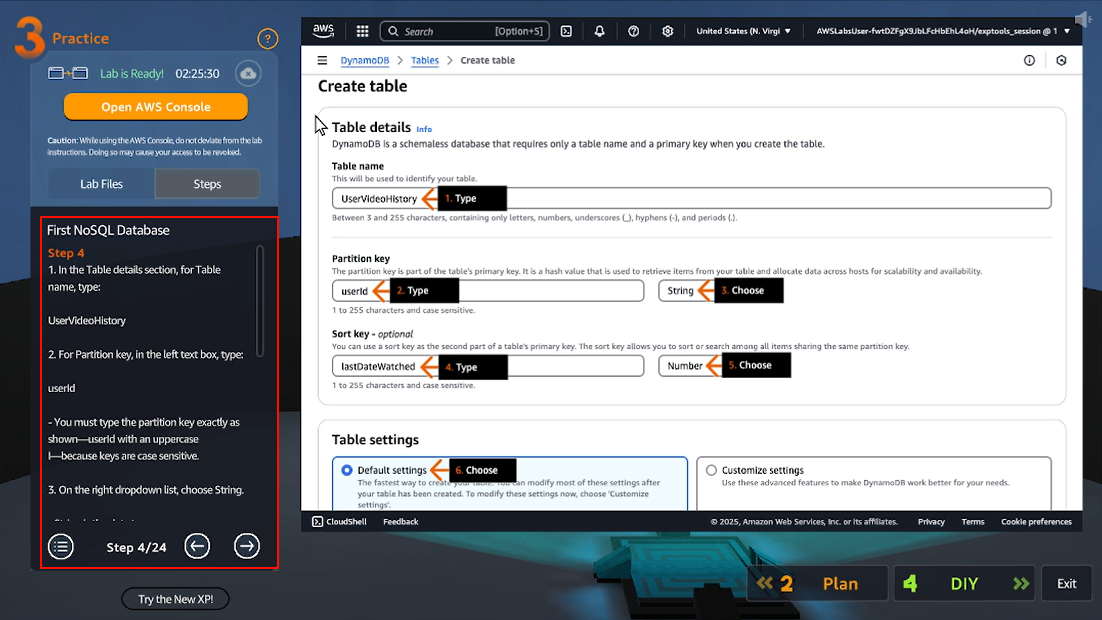 3 Practice
?
Lab is Ready! 02:25:30
Open AWS Console
Caution: While using the AWS Console, do not deviate from the lab
instructions. Doing so may cause your access to be revoked.
Lab Files
Steps
First NoSQL Database
Step 4
1. In the Table details section, for Table
name, type:
UserVideoHistory
2. For Partition key, in the left text box, type:
userId
- You must type the partition key exactly as
shown—userId with an uppercase
I—because keys are case sensitive.
3. On the right dropdown list, choose String.
Step 4/24
Try the New XP!
aws
Search [Option+S]
United States (N. Virgi
AWSLabsUser-fwtDZFgX9JbLFcHbEhL4oH/exptools_session @ 1
DynamoDB > Tables > Create table
Create table
Table details Info
DynamoDB is a schemaless database that requires only a table name and a primary key when you create the table.
Table name
This will be used to identify your table.
UserVideoHistory
1. Type
Between 3 and 255 characters, containing only letters, numbers, underscores (_), hyphens (-), and periods (.).
Partition key
The partition key is part of the table's primary key. It is a hash value that is used to retrieve items from your table and allocate data across hosts for scalability and availability.
userId
2. Type
String
3. Choose
1 to 255 characters and case sensitive.
Sort key - optional
You can use a sort key as the second part of a table's primary key. The sort key allows you to sort or search among all items sharing the same partition key.
lastDateWatched
4. Type
Number
5. Choose
1 to 255 characters and case sensitive.
Table settings
Default settings
6. Choose
The fastest way to create your table. You can modify most of these settings after
your table has been created. To modify these settings now, choose 'Customize
settings'.
Customize settings
Use these advanced features to make DynamoDB work better for your needs.
CloudShell Feedback
© 2025, Amazon Web Services, Inc. or its affiliates. Privacy Terms Cookie preferences
2 Plan
4 DIY
Exit